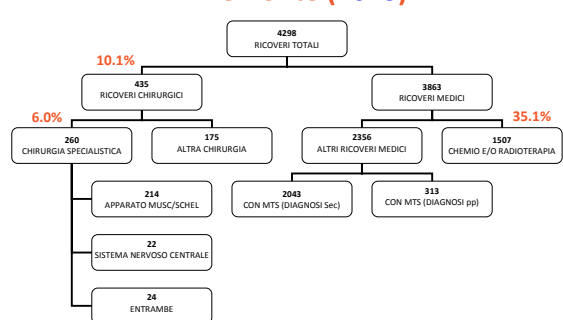 4298
RICOVERI TOTALI
10.1%
435
RICOVERI CHIRURGICI
3863
RICOVERI MEDICI
6.0%
35.1%
260
CHIRURGIA SPECIALISTICA
175
ALTRA CHIRURGIA
2356
ALTRI RICOVERI MEDICI
1507
CHEMIO E/O RADIOTERAPIA
214
APPARATO MUSC/SCHEL
2043
CON MTS (DIAGNOSI Sec)
313
CON MTS (DIAGNOSI pp)
22
SISTEMA NERVOSO CENTRALE
24
ENTRAMBE